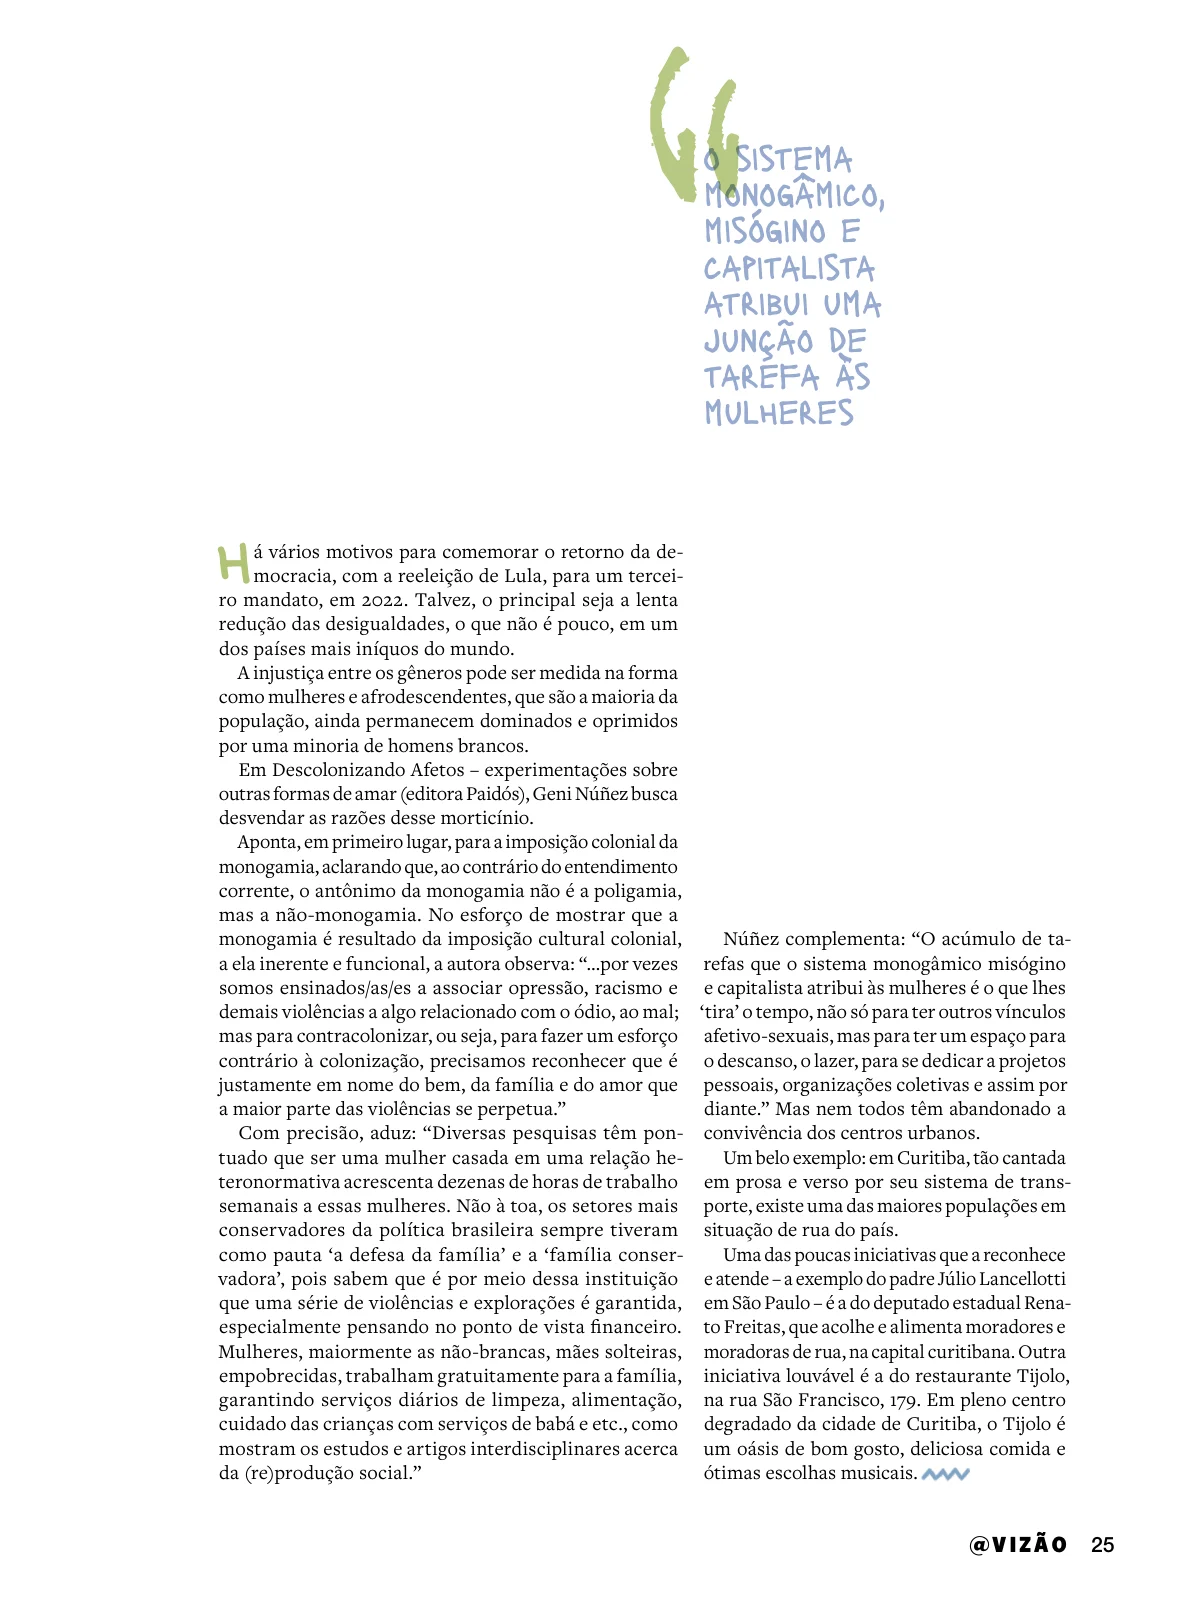 O SISTEMA
MONOGÂMICO,
MISÓGINO E
CAPITALISTA
ATRIBUI UMA
JUNÇÃO DE
TAREFA ÀS
MULHERES
Há vários motivos para comemorar o retorno da de-
mocracia, com a reeleição de Lula, para um tercei-
ro mandato, em 2022. Talvez, o principal seja a lenta
redução das desigualdades, o que não é pouco, em um
dos países mais iníquos do mundo.
A injustiça entre os gêneros pode ser medida na forma
como mulheres e afrodescendentes, que são a maioria da
população, ainda permanecem dominados e oprimidos
por uma minoria de homens brancos.
Em Descolonizando Afetos – experimentações sobre
outras formas de amar (editora Paidós), Geni Núñez busca
desvendar as razões desse morticínio.
Aponta, em primeiro lugar, para a imposição colonial da
monogamia, aclarando que, ao contrário do entendimento
corrente, o antônimo da monogamia não é a poligamia,
mas a não-monogamia. No esforço de mostrar que a
monogamia é resultado da imposição cultural colonial,
a ela inerente e funcional, a autora observa: “...por vezes
somos ensinados/as/es a associar opressão, racismo e
demais violências a algo relacionado com o ódio, ao mal;
mas para contracolonizar, ou seja, para fazer um esforço
contrário à colonização, precisamos reconhecer que é
justamente em nome do bem, da família e do amor que
a maior parte das violências se perpetua.”
Com precisão, aduz: “Diversas pesquisas têm pon-
tuado que ser uma mulher casada em uma relação he-
teronormativa acrescenta dezenas de horas de trabalho
semanais a essas mulheres. Não à toa, os setores mais
conservadores da política brasileira sempre tiveram
como pauta ‘a defesa da família’ e a ‘família conser-
vadora’, pois sabem que é por meio dessa instituição
que uma série de violências e explorações é garantida,
especialmente pensando no ponto de vista financeiro.
Mulheres, maiormente as não-brancas, mães solteiras,
empobrecidas, trabalham gratuitamente para a família,
garantindo serviços diários de limpeza, alimentação,
cuidado das crianças com serviços de babá e etc., como
mostram os estudos e artigos interdisciplinares acerca
da (re)produção social.”
Núñez complementa: “O acúmulo de ta-
refas que o sistema monogâmico misógino
e capitalista atribui às mulheres é o que lhes
‘tira’ o tempo, não só para ter outros vínculos
afetivo-sexuais, mas para ter um espaço para
o descanso, o lazer, para se dedicar a projetos
pessoais, organizações coletivas e assim por
diante.” Mas nem todos têm abandonado a
convivência dos centros urbanos.
Um belo exemplo: em Curitiba, tão cantada
em prosa e verso por seu sistema de trans-
porte, existe uma das maiores populações em
situação de rua do país.
Uma das poucas iniciativas que a reconhece
e atende – a exemplo do padre Júlio Lancellotti
em São Paulo – é a do deputado estadual Rena-
to Freitas, que acolhe e alimenta moradores e
moradoras de rua, na capital curitibana. Outra
iniciativa louvável é a do restaurante Tijolo,
na rua São Francisco, 179. Em pleno centro
degradado da cidade de Curitiba, o Tijolo é
um oásis de bom gosto, deliciosa comida e
ótimas escolhas musicais.
@VIZÃO 25